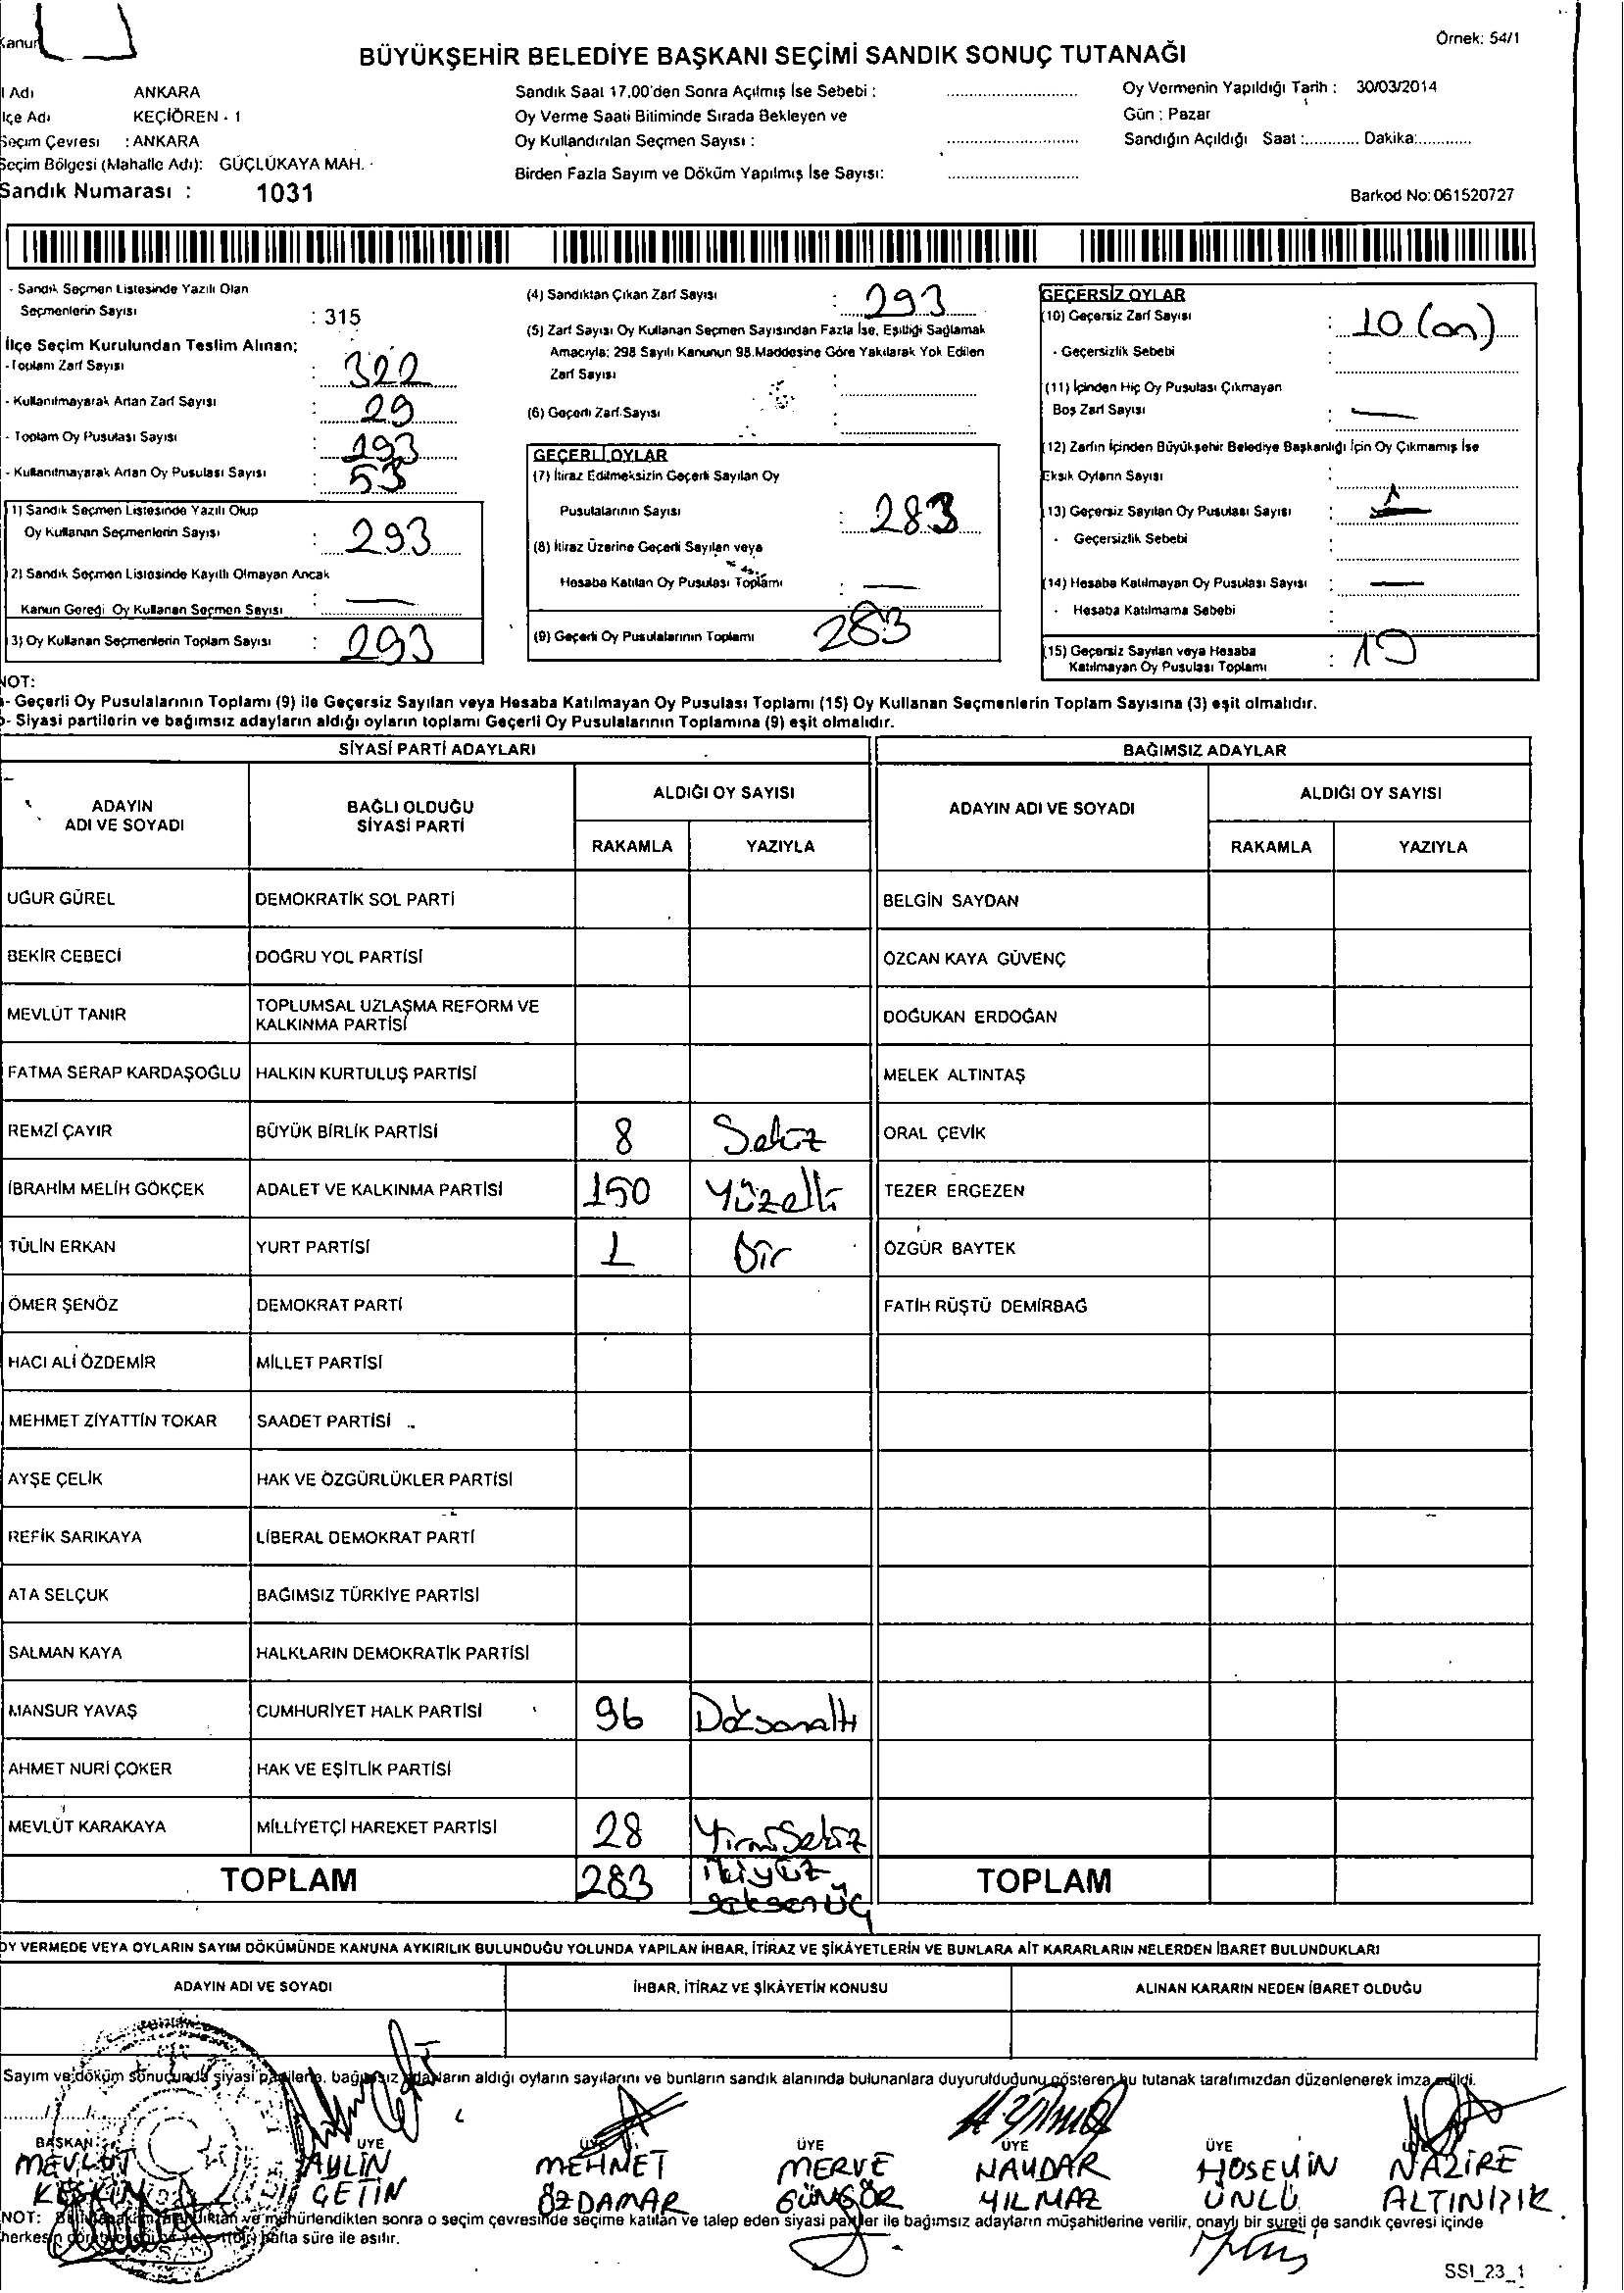 Kanun
Örnek: 54/1
BÜYÜKŞEHİR BELEDİYE BAŞKANI SEÇİMİ SANDIK SONUÇ TUTANAĞI
l Adı ANKARA
lçe Adı KEÇİÖREN - 1
Seçim Çevresi : ANKARA
Seçim Bölgesi (Mahalle Adı): GÜÇLÜKAYA MAH. -
Sandık Numarası : 1031
Sandık Saat 17.00'den Sonra Açılmış İse Sebebi :
Oy Verme Saati Bitiminde Sırada Bekleyen ve
Oy Kullandırılan Seçmen Sayısı :
Birden Fazla Sayım ve Döküm Yapılmış İse Sayısı:
Oy Vermenin Yapıldığı Tarih : 30/03/2014
Gün : Pazar
Sandığın Açıldığı Saat :............ Dakika:.............
Barkod No: 061520727
- Sandık Seçmen Listesinde Yazılı Olan
Seçmenlerin Sayısı : 315
İlçe Seçim Kurulundan Teslim Alınan;
- Toplam Zarf Sayısı : 322
- Kullanılmayarak Artan Zarf Sayısı : 29
- Toplam Oy Pusulası Sayısı :
- Kullanılmayarak Artan Oy Pusulası Sayısı : 53
1) Sandık Seçmen Listesinde Yazılı Olup
Oy Kullanan Seçmenlerin Sayısı : 293
2) Sandık Seçmen Listesinde Kayıtlı Olmayan Ancak
Kanun Gereği Oy Kullanan Seçmen Sayısı : —
3) Oy Kullanan Seçmenlerin Toplam Sayısı : 293
(4) Sandıktan Çıkan Zarf Sayısı : 293
(5) Zarf Sayısı Oy Kullanan Seçmen Sayısından Fazla İse, Eşitliği Sağlamak
Amacıyla; 298 Sayılı Kanunun 98.Maddesine Göre Yakılarak Yok Edilen
Zarf Sayısı :
(6) Geçerli Zarf Sayısı :
GEÇERLİ OYLAR
(7) İtiraz Edilmeksizin Geçerli Sayılan Oy
Pusulalarının Sayısı : 283
(8) İtiraz Üzerine Geçerli Sayılan veya
Hesaba Katılan Oy Pusulası Toplamı : —
(9) Geçerli Oy Pusulalarının Toplamı 283
GEÇERSİZ OYLAR
(10) Geçersiz Zarf Sayısı : 10 (on)
- Geçersizlik Sebebi :
(11) İçinden Hiç Oy Pusulası Çıkmayan
Boş Zarf Sayısı : —
(12) Zarfın İçinden Büyükşehir Belediye Başkanlığı İçin Oy Çıkmamış İse
Eksik Oyların Sayısı :
13) Geçersiz Sayılan Oy Pusulası Sayısı :
- Geçersizlik Sebebi :
(14) Hesaba Katılmayan Oy Pusulası Sayısı : —
- Hesaba Katılmama Sebebi :
(15) Geçersiz Sayılan veya Hesaba
Katılmayan Oy Pusulası Toplamı : 10
NOT:
- Geçerli Oy Pusulalarının Toplamı (9) ile Geçersiz Sayılan veya Hesaba Katılmayan Oy Pusulası Toplamı (15) Oy Kullanan Seçmenlerin Toplam Sayısına (3) eşit olmalıdır.
- Siyasi partilerin ve bağımsız adayların aldığı oyların toplamı Geçerli Oy Pusulalarının Toplamına (9) eşit olmalıdır.
SİYASİ PARTİ ADAYLARI BAĞIMSIZ ADAYLAR
ADAYIN ADI VE SOYADI BAĞLI OLDUĞU SİYASİ PARTİ ALDIĞI OY SAYISI ADAYIN ADI VE SOYADI ALDIĞI OY SAYISI
RAKAMLA YAZIYLA RAKAMLA YAZIYLA
UĞUR GÜREL DEMOKRATİK SOL PARTİ BELGİN SAYDAN
BEKİR CEBECİ DOĞRU YOL PARTİSİ ÖZCAN KAYA GÜVENÇ
MEVLÜT TANIR TOPLUMSAL UZLAŞMA REFORM VE KALKINMA PARTİSİ DOĞUKAN ERDOĞAN
FATMA SERAP KARDAŞOĞLU HALKIN KURTULUŞ PARTİSİ MELEK ALTINTAŞ
REMZİ ÇAYIR BÜYÜK BİRLİK PARTİSİ 8 Sekiz ORAL ÇEVİK
İBRAHİM MELİH GÖKÇEK ADALET VE KALKINMA PARTİSİ 150 Yüzelli TEZER ERGEZEN
TÜLİN ERKAN YURT PARTİSİ 1 Bir ÖZGÜR BAYTEK
ÖMER ŞENÖZ DEMOKRAT PARTİ FATİH RÜŞTÜ DEMİRBAĞ
HACI ALİ ÖZDEMİR MİLLET PARTİSİ
MEHMET ZİYATTİN TOKAR SAADET PARTİSİ
AYŞE ÇELİK HAK VE ÖZGÜRLÜKLER PARTİSİ
REFİK SARIKAYA LİBERAL DEMOKRAT PARTİ
ATA SELÇUK BAĞIMSIZ TÜRKİYE PARTİSİ
SALMAN KAYA HALKLARIN DEMOKRATİK PARTİSİ
MANSUR YAVAŞ CUMHURİYET HALK PARTİSİ 96 Doksanaltı
AHMET NURİ ÇOKER HAK VE EŞİTLİK PARTİSİ
MEVLÜT KARAKAYA MİLLİYETÇİ HAREKET PARTİSİ 28 YirmiSekiz
TOPLAM 283 ikiyüz seksenüç TOPLAM
OY VERMEDE VEYA OYLARIN SAYIM DÖKÜMÜNDE KANUNA AYKIRILIK BULUNDUĞU YOLUNDA YAPILAN İHBAR, İTİRAZ VE ŞİKÂYETLERİN VE BUNLARA AİT KARARLARIN NELERDEN İBARET BULUNDUKLARI
ADAYIN ADI VE SOYADI İHBAR, İTİRAZ VE ŞİKÂYETİN KONUSU ALINAN KARARIN NEDEN İBARET OLDUĞU
Sayım ve döküm sonucunda siyasi partilerin, bağımsız adayların aldığı oyların sayılarını ve bunların sandık alanında bulunanlara duyurulduğunu gösteren bu tutanak tarafımızdan düzenlenerek imza edildi.
BAŞKAN ÜYE ÜYE ÜYE ÜYE ÜYE ÜYE
MEVLÜT AYLİN MEHMET MERVE HAYDAR HÜSEYİN NAZİRE
KESKİN ÇETİN ÖZDAMAR GÜNGÖR YILMAZ ÜNLÜ ALTINIŞIK
NOT: ve mühürlendikten sonra o seçim çevresinde seçime katılan ve talep eden siyasi partiler ile bağımsız adayların müşahitlerine verilir, onaylı bir sureti de sandık çevresi içinde
herkesin hafta süre ile asılır.
SSI_23_1